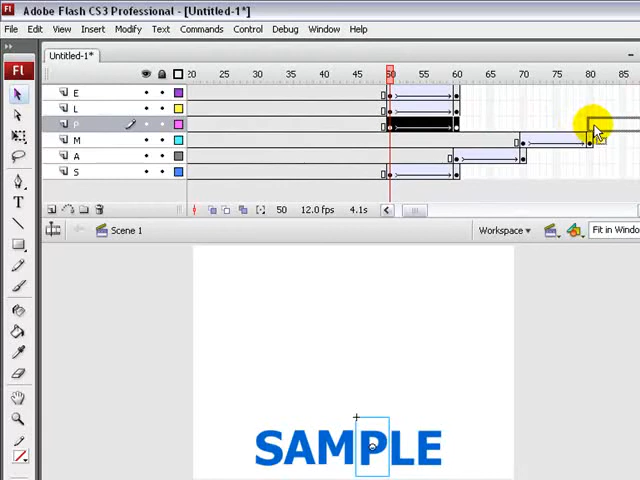 Adobe Flash CS3 Professional - [Untitled-1*]
File Edit View Insert Modify Text Commands Control Debug Window Help
Untitled-1*
Fl
20 25 30 35 40 45 50 55 60 65 70 75 80 85
E
L
P
M
A
S
50 12.0 fps 4.1s
Scene 1
Workspace
Fit in Windo
T
SAMPLE